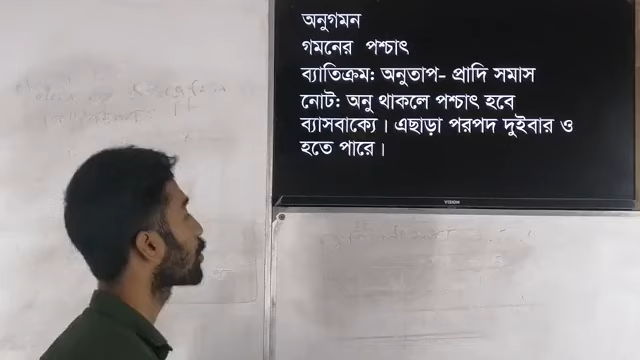 অনুগমন
গমনের পশ্চাৎ
ব্যাতিক্রম: অনুতাপ- প্রাদি সমাস
নোট: অনু থাকলে পশ্চাৎ হবে
ব্যাসবাক্যে। এছাড়া পরপদ দুইবার ও
হতে পারে।
VISION